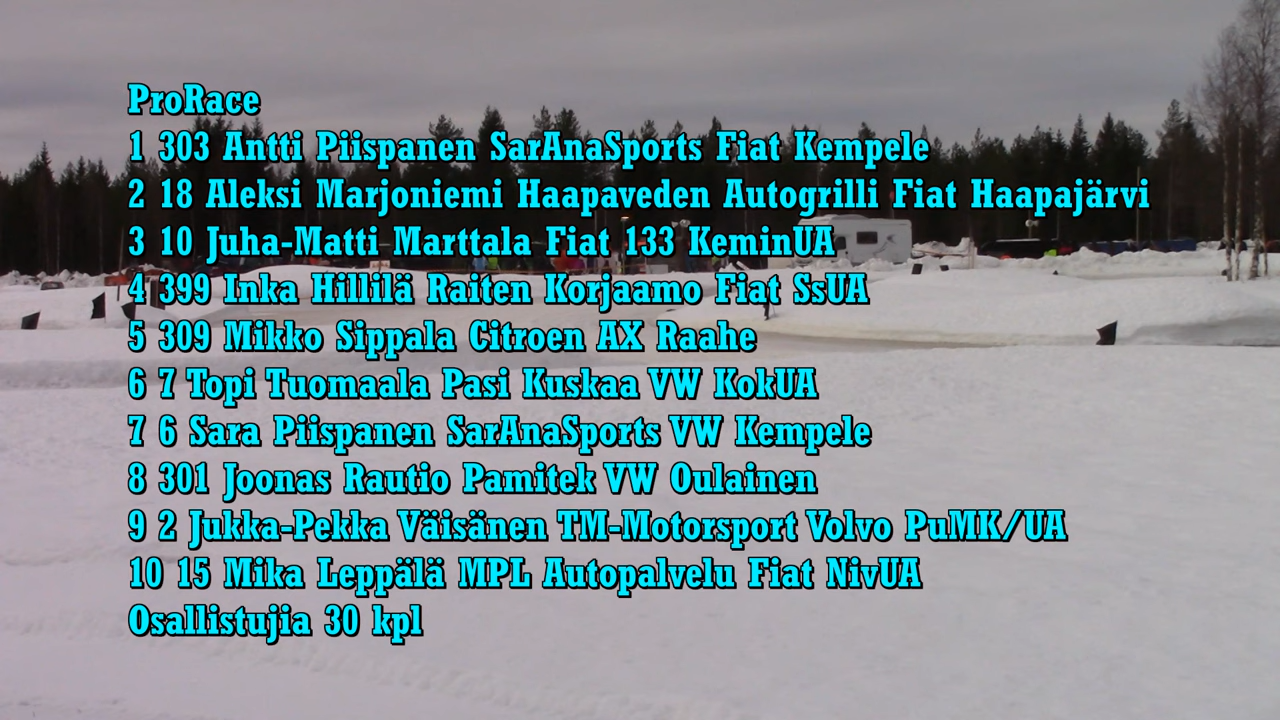 ProRace
1 303 Antti Piispanen SarAnaSports Fiat Kempele
2 18 Aleksi Marjoniemi Haapaveden Autogrilli Fiat Haapajärvi
3 10 Juha-Matti Marttala Fiat 133 KeminUA
4 399 Inka Hillilä Raiten Korjaamo Fiat SsUA
5 309 Mikko Sippala Citroen AX Raahe
6 7 Topi Tuomaala Pasi Kuskaa VW KokUA
7 6 Sara Piispanen SarAnaSports VW Kempele
8 301 Joonas Rautio Pamitek VW Oulainen
9 2 Jukka-Pekka Väisänen TM-Motorsport Volvo PuMK/UA
10 15 Mika Leppälä MPL Autopalvelu Fiat NivUA
Osallistujia 30 kpl